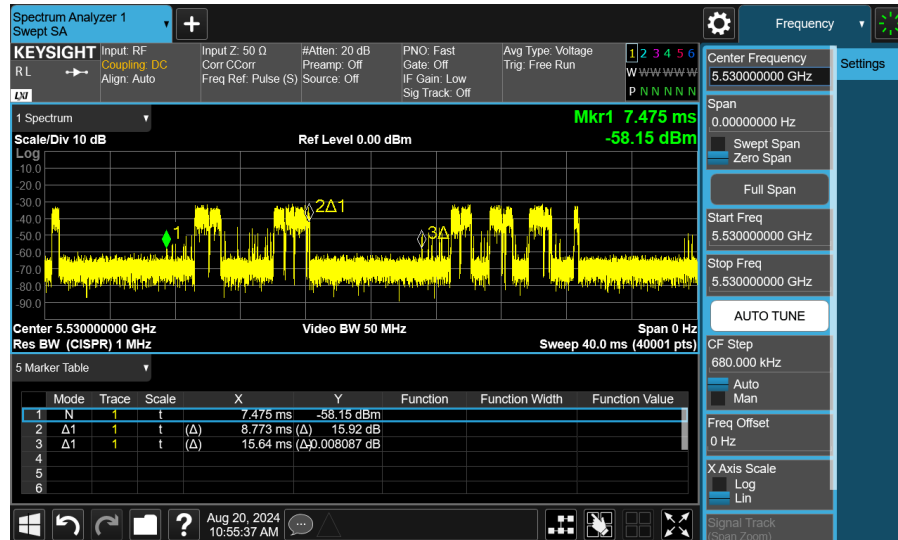 Spectrum Analyzer 1
Swept SA
Frequency
KEYSIGHT
R L
LXI
Input: RF
Coupling: DC
Align: Auto
Input Z: 50 Ω
Corr CCorr
Freq Ref: Pulse (S)
#Atten: 20 dB
Preamp: Off
Source: Off
PNO: Fast
Gate: Off
IF Gain: Low
Sig Track: Off
Avg Type: Voltage
Trig: Free Run
1 2 3 4 5 6
W W W W W W
P N N N N N
1 Spectrum
Mkr1 7.475 ms
-58.15 dBm
Scale/Div 10 dB
Ref Level 0.00 dBm
Log
-10.0
-20.0
-30.0
-40.0
-50.0
-60.0
-70.0
-80.0
-90.0
1
2Δ1
3Δ
Center 5.530000000 GHz
Video BW 50 MHz
Span 0 Hz
Res BW (CISPR) 1 MHz
Sweep 40.0 ms (40001 pts)
5 Marker Table
Mode Trace Scale X Y Function Function Width Function Value
1 N 1 t 7.475 ms -58.15 dBm
2 Δ1 1 t (Δ) 8.773 ms (Δ) 15.92 dB
3 Δ1 1 t (Δ) 15.64 ms (Δ) -0.008087 dB
4
5
6
Aug 20, 2024
10:55:37 AM
Center Frequency
5.530000000 GHz
Settings
Span
0.00000000 Hz
Swept Span
Zero Span
Full Span
Start Freq
5.530000000 GHz
Stop Freq
5.530000000 GHz
AUTO TUNE
CF Step
680.000 kHz
Auto
Man
Freq Offset
0 Hz
X Axis Scale
Log
Lin
Signal Track
(Span Zoom)